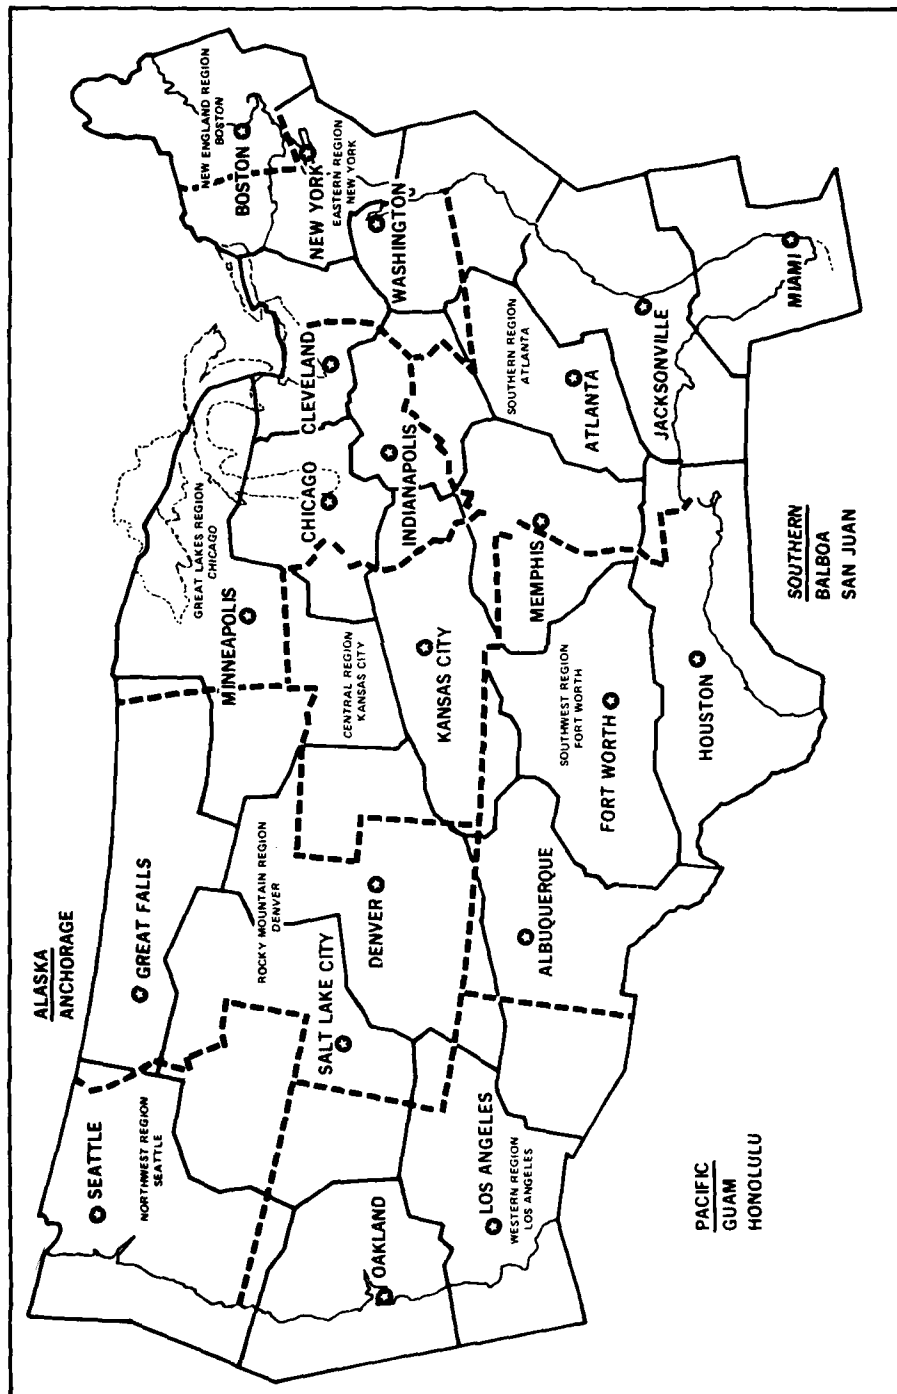 ALASKA
ANCHORAGE
SEATTLE
NORTHWEST REGION
SEATTLE
GREAT FALLS
MINNEAPOLIS
GREAT LAKES REGION
CHICAGO
NEW ENGLAND REGION
BOSTON
BOSTON
ROCKY MOUNTAIN REGION
DENVER
SALT LAKE CITY
DENVER
CENTRAL REGION
KANSAS CITY
CHICAGO
CLEVELAND
NEW YORK
EASTERN REGION
NEW YORK
OAKLAND
KANSAS CITY
INDIANAPOLIS
WASHINGTON
LOS ANGELES
WESTERN REGION
LOS ANGELES
ALBUQUERQUE
SOUTHWEST REGION
FORT WORTH
FORT WORTH
MEMPHIS
SOUTHERN REGION
ATLANTA
ATLANTA
HOUSTON
JACKSONVILLE
MIAMI
PACIFIC
GUAM
HONOLULU
SOUTHERN
BALBOA
SAN JUAN